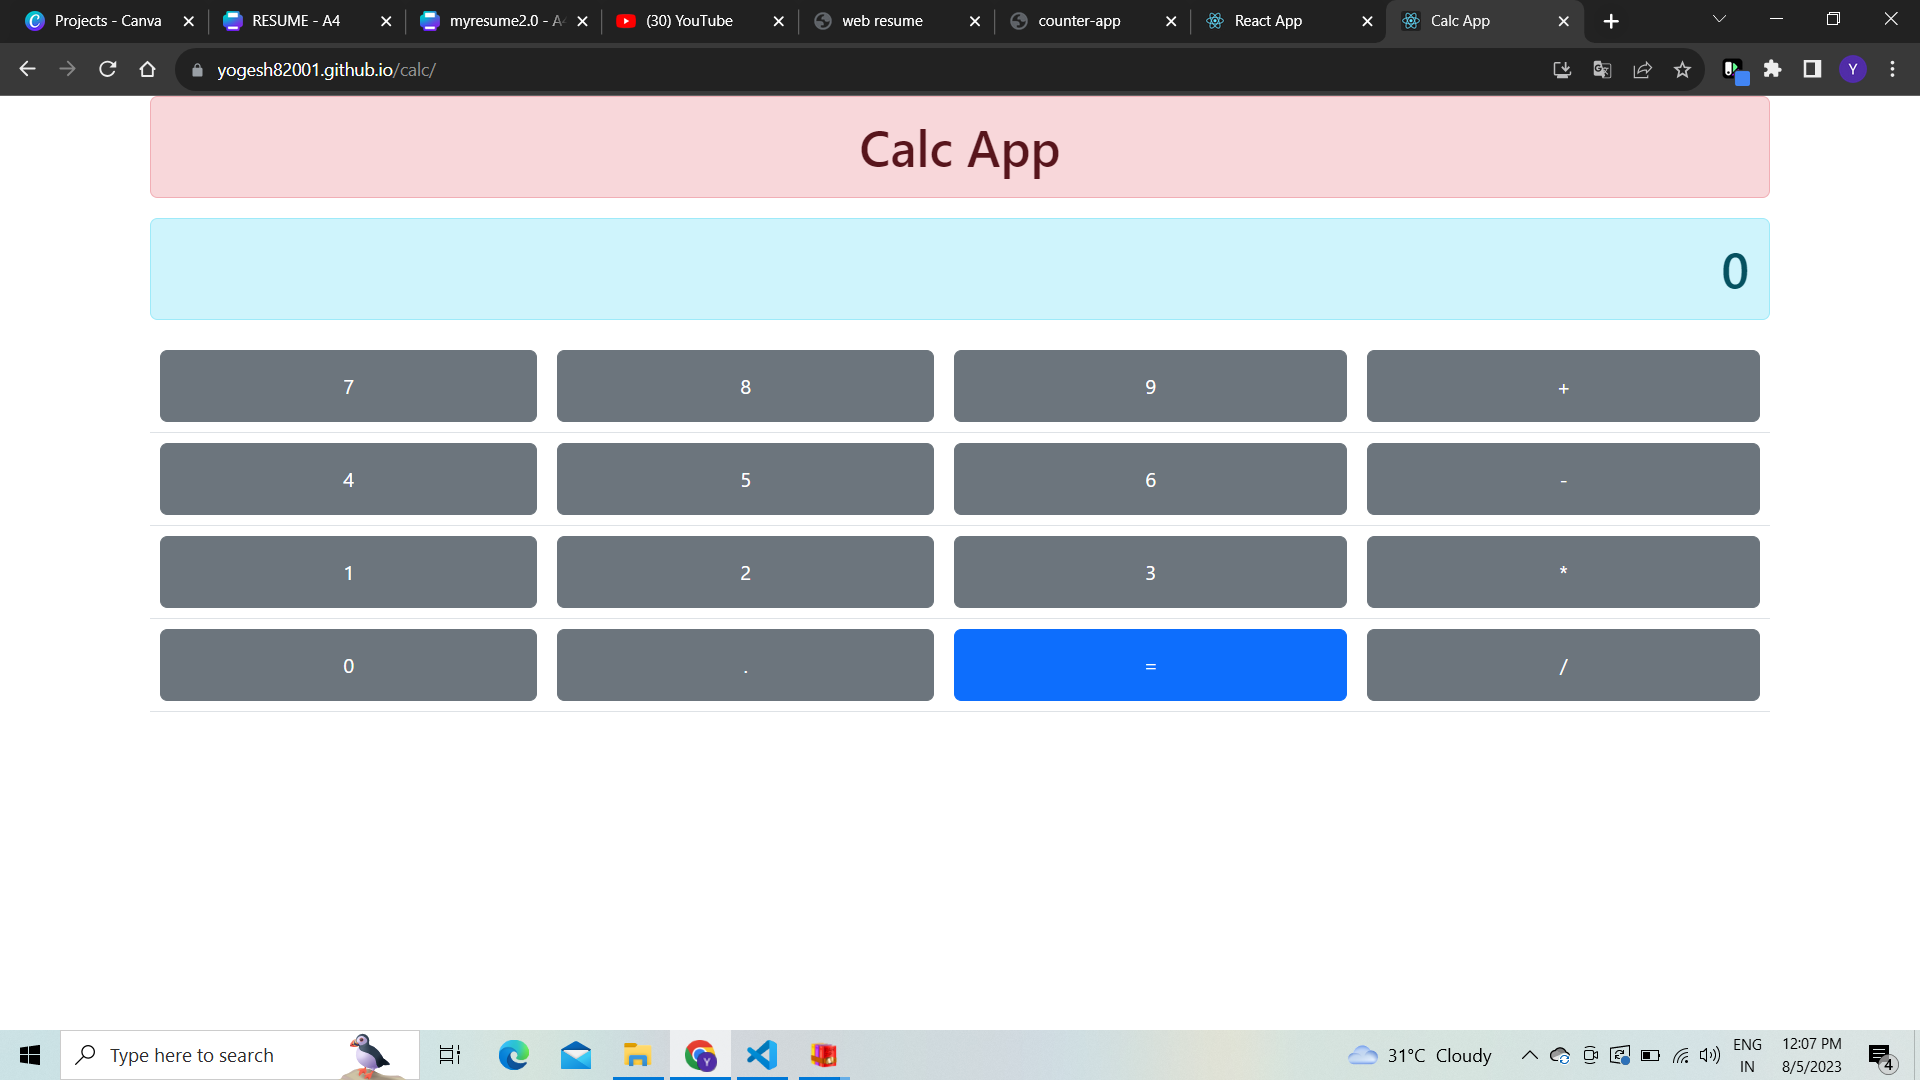 Projects - Canva
RESUME - A4
myresume2.0 - A4
(30) YouTube
web resume
counter-app
React App
Calc App
yogesh82001.github.io/calc/
Y
Calc App
0
7 8 9 +
4 5 6 -
1 2 3 *
0 . = /
Type here to search
Y
31°C Cloudy
ENG
IN
12:07 PM
8/5/2023
4